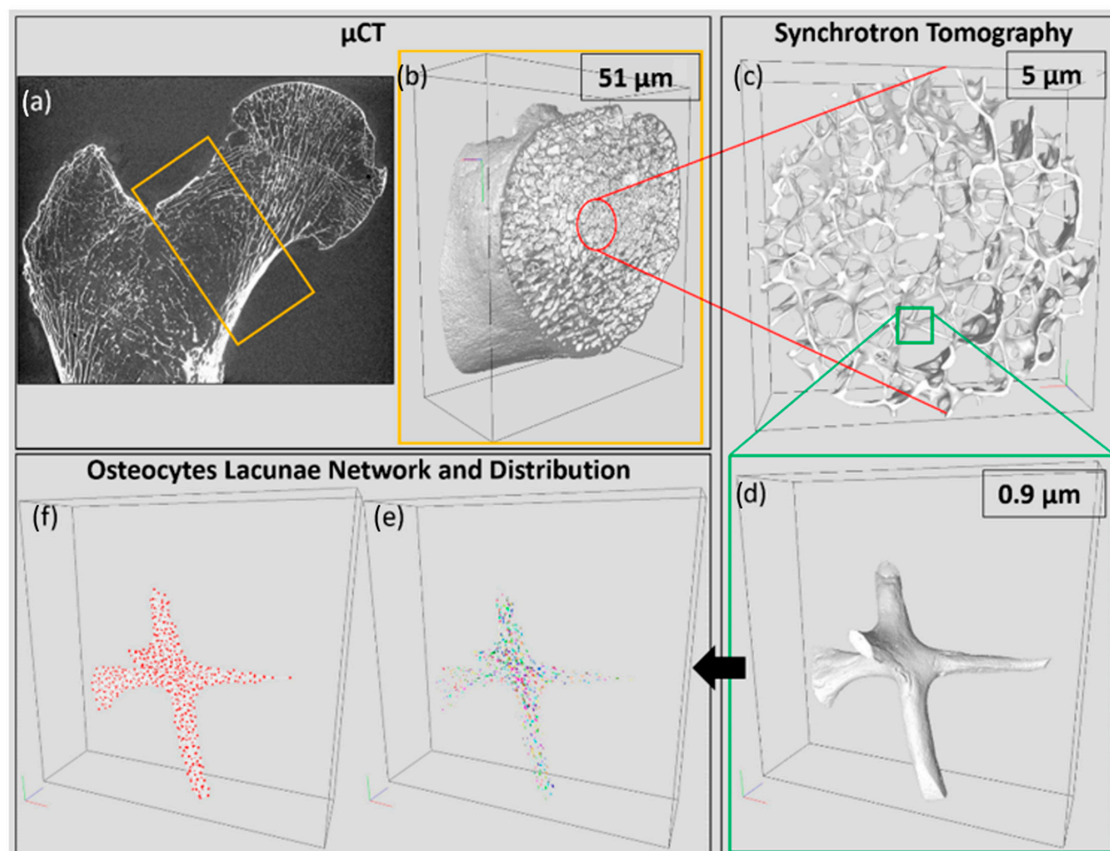 µCT
(a)
(b)
51 µm
Synchrotron Tomography
(c)
5 µm
Osteocytes Lacunae Network and Distribution
(f)
(e)
(d)
0.9 µm